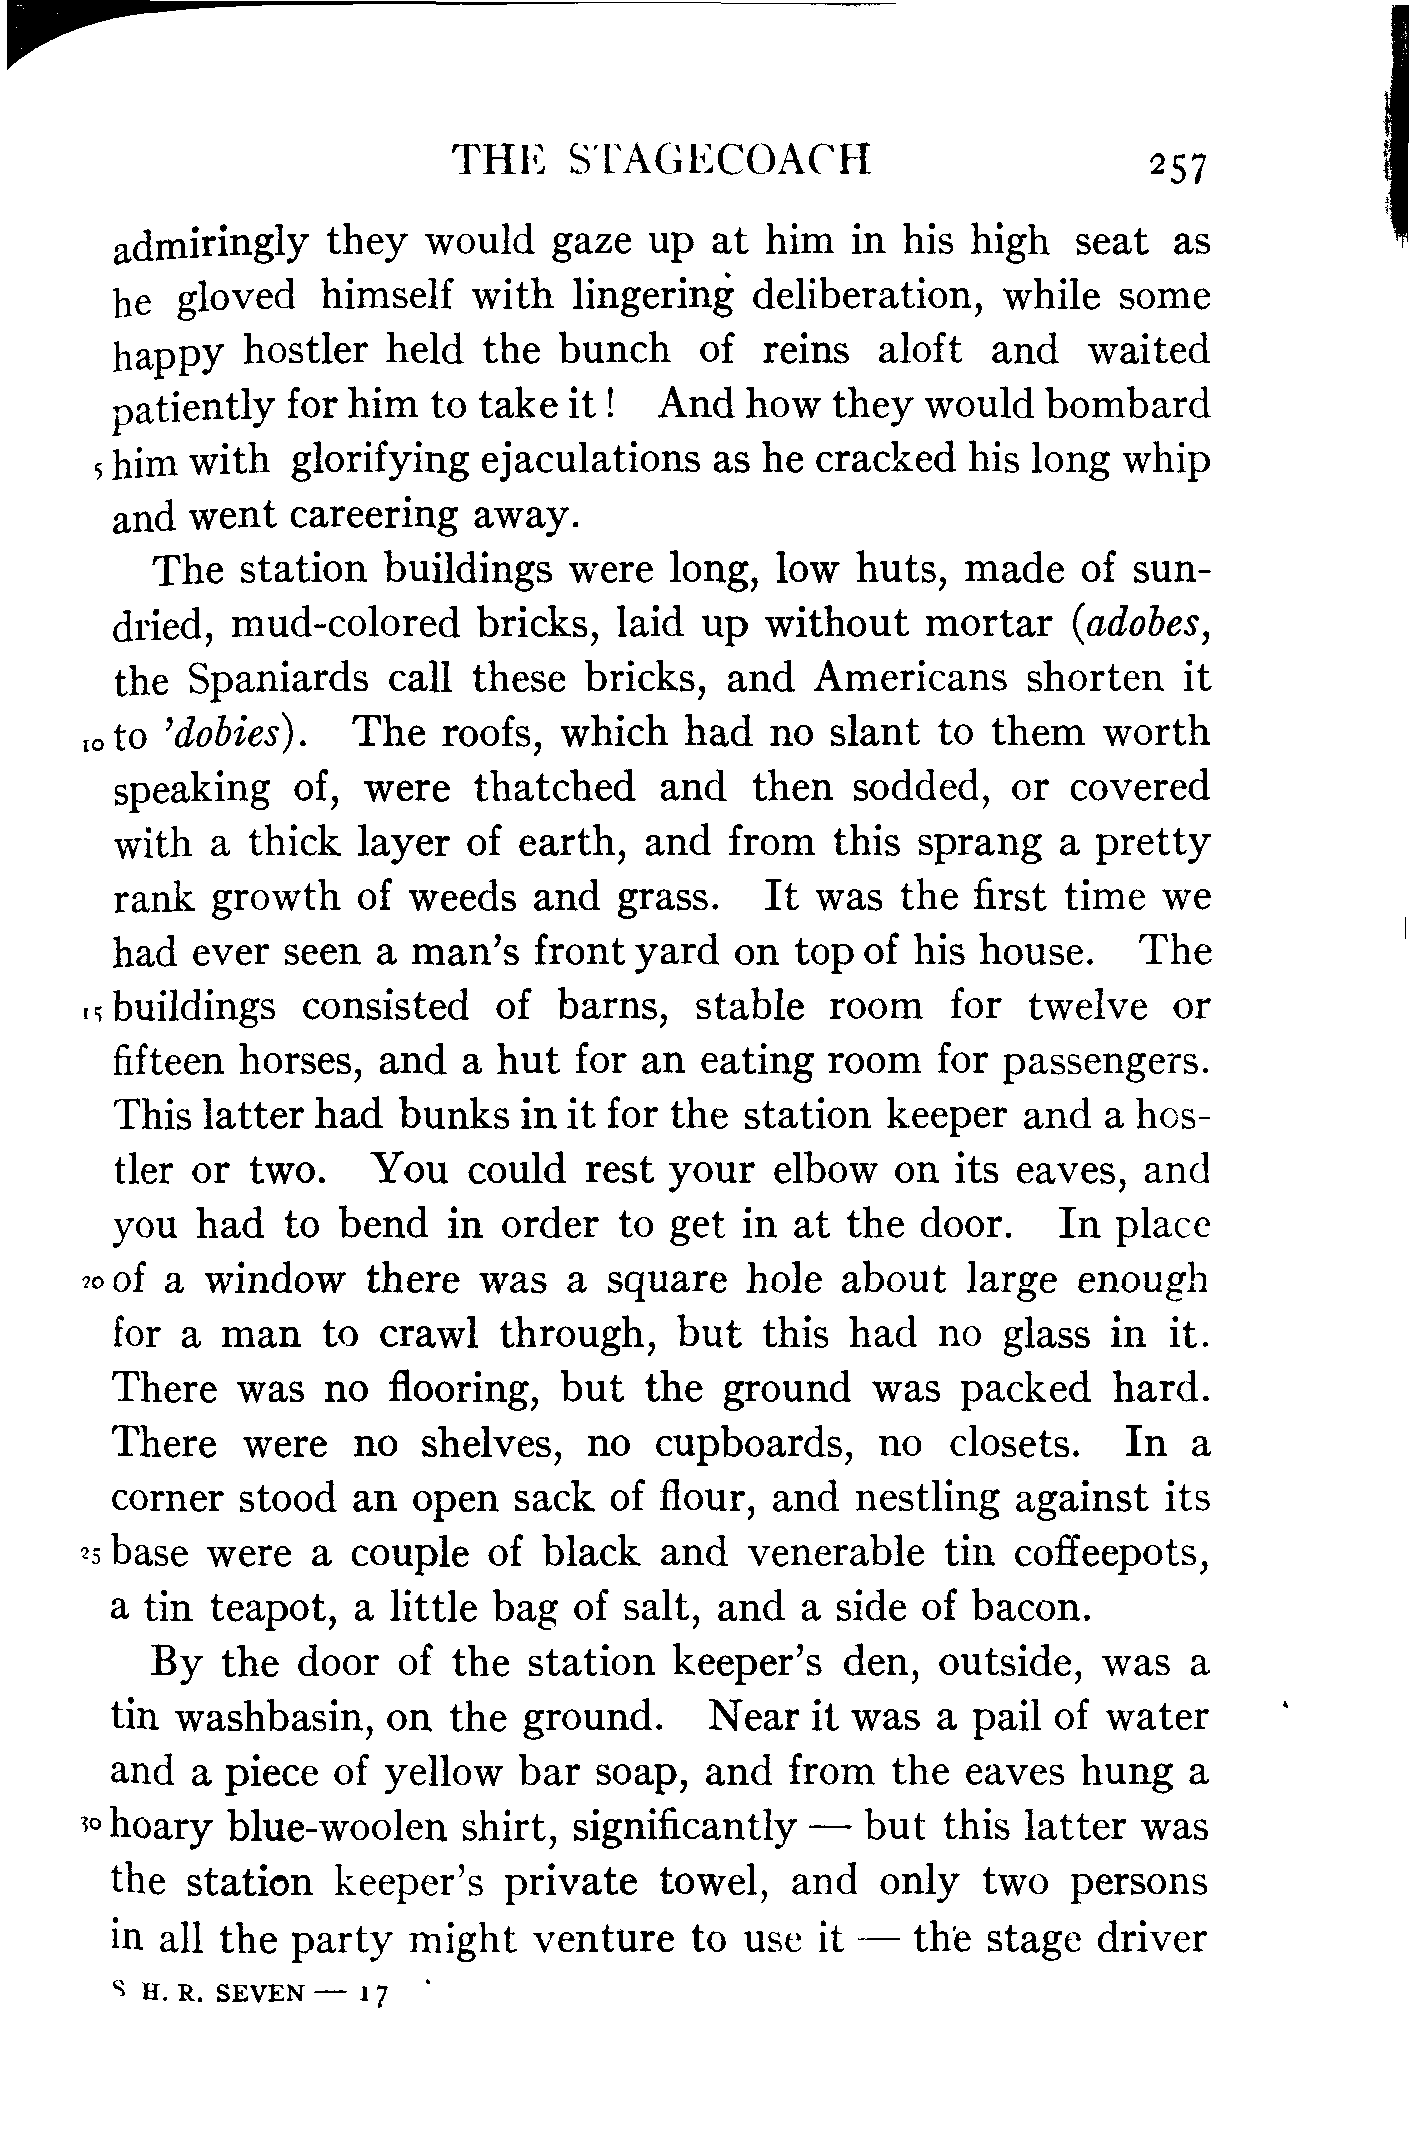 THE STAGECOACH 257
admiringly they would gaze up at him in his high seat as
he gloved himself with lingering deliberation, while some
happy hostler held the bunch of reins aloft and waited
patiently for him to take it! And how they would bombard
5 him with glorifying ejaculations as he cracked his long whip
and went careering away.
The station buildings were long, low huts, made of sun-
dried, mud-colored bricks, laid up without mortar (adobes,
the Spaniards call these bricks, and Americans shorten it
10 to 'dobies). The roofs, which had no slant to them worth
speaking of, were thatched and then sodded, or covered
with a thick layer of earth, and from this sprang a pretty
rank growth of weeds and grass. It was the first time we
had ever seen a man's front yard on top of his house. The
15 buildings consisted of barns, stable room for twelve or
fifteen horses, and a hut for an eating room for passengers.
This latter had bunks in it for the station keeper and a hos-
tler or two. You could rest your elbow on its eaves, and
you had to bend in order to get in at the door. In place
20 of a window there was a square hole about large enough
for a man to crawl through, but this had no glass in it.
There was no flooring, but the ground was packed hard.
There were no shelves, no cupboards, no closets. In a
corner stood an open sack of flour, and nestling against its
25 base were a couple of black and venerable tin coffeepots,
a tin teapot, a little bag of salt, and a side of bacon.
By the door of the station keeper's den, outside, was a
tin washbasin, on the ground. Near it was a pail of water
and a piece of yellow bar soap, and from the eaves hung a
30 hoary blue-woolen shirt, significantly — but this latter was
the station keeper's private towel, and only two persons
in all the party might venture to use it — the stage driver
S H. R. SEVEN — 17